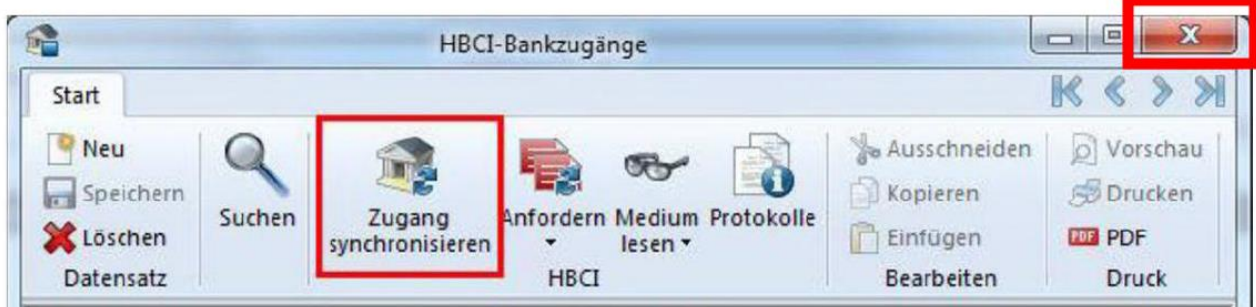 HBCI-Bankzugänge
Start
Neu
Speichern
Löschen
Datensatz
Suchen
Zugang
synchronisieren
Anfordern
Medium
lesen
Protokolle
HBCI
Ausschneiden
Kopieren
Einfügen
Bearbeiten
Vorschau
Drucken
PDF PDF
Druck